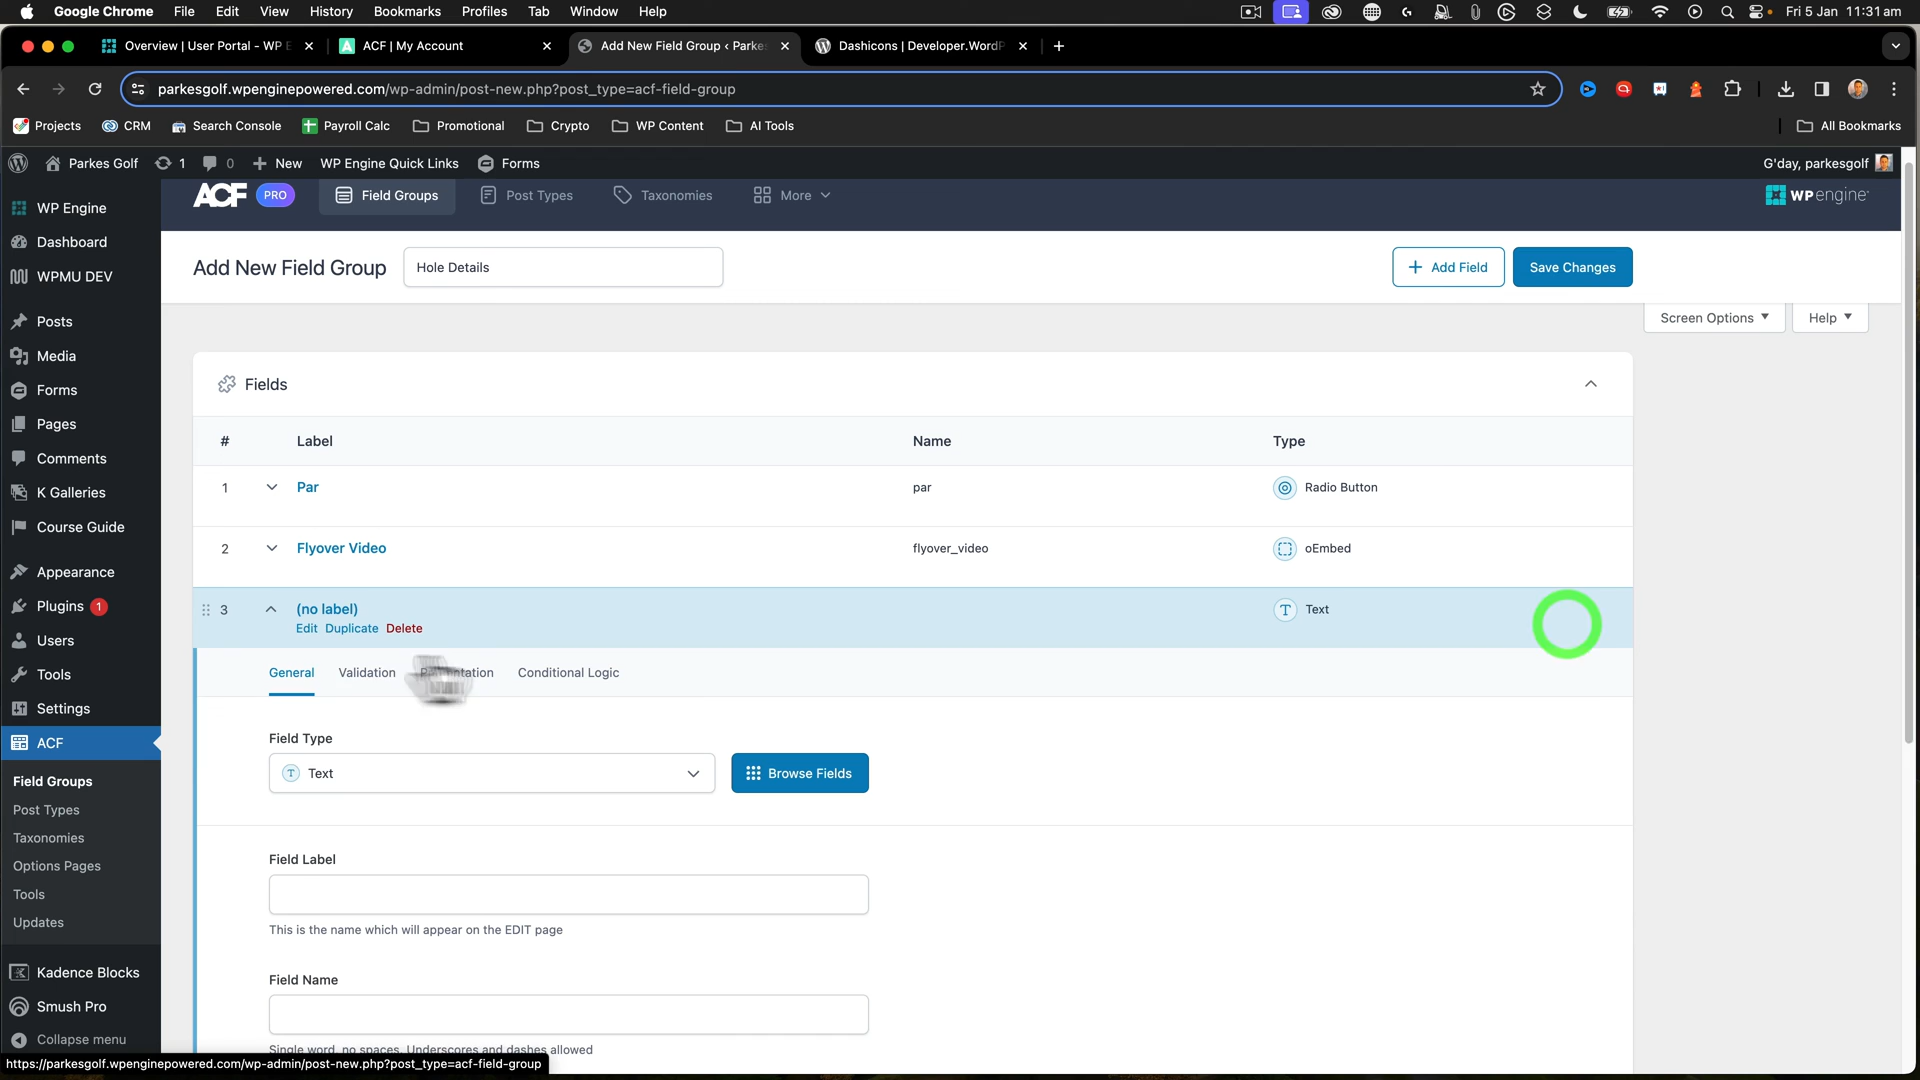 Google Chrome File Edit View History Bookmarks Profiles Tab Window Help Fri 5 Jan 11:31 am
Overview | User Portal - WP E ACF | My Account Add New Field Group ‹ Parkes Dashicons | Developer.WordP
parkesgolf.wpenginepowered.com/wp-admin/post-new.php?post_type=acf-field-group
Projects CRM Search Console Payroll Calc Promotional Crypto WP Content AI Tools All Bookmarks
Parkes Golf 1 0 New WP Engine Quick Links Forms G'day, parkesgolf
ACF PRO Field Groups Post Types Taxonomies More WP engine
WP Engine
Dashboard
WPMU DEV
Posts
Media
Forms
Pages
Comments
K Galleries
Course Guide
Appearance
Plugins 1
Users
Tools
Settings
ACF
Field Groups
Post Types
Taxonomies
Options Pages
Tools
Updates
Kadence Blocks
Smush Pro
Collapse menu
Add New Field Group Hole Details Add Field Save Changes
Screen Options Help
Fields
# Label Name Type
1 Par par Radio Button
2 Flyover Video flyover_video oEmbed
3 (no label) Text
Edit Duplicate Delete
General Validation Conditional Logic
Field Type
Text Browse Fields
Field Label
This is the name which will appear on the EDIT page
Field Name
Single word, no spaces. Underscores and dashes allowed
https://parkesgolf.wpenginepowered.com/wp-admin/post-new.php?post_type=acf-field-group